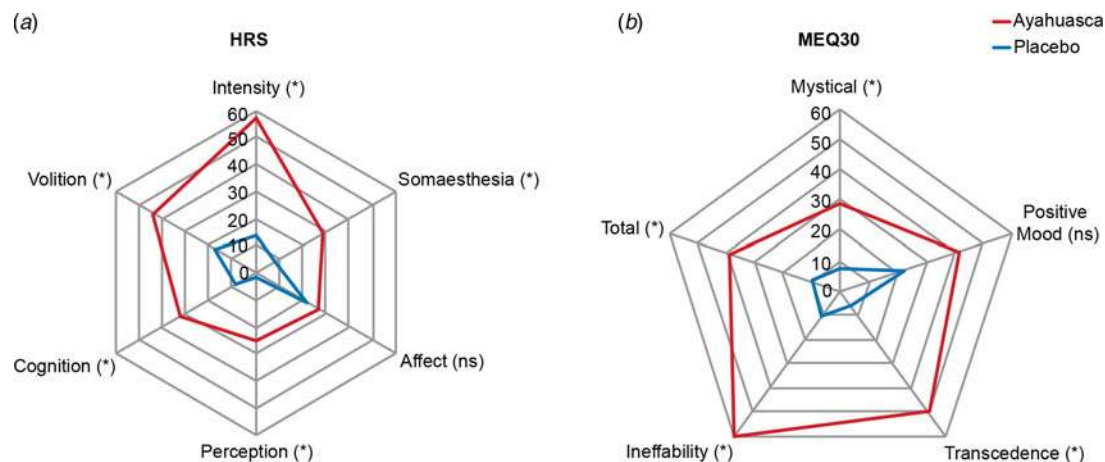 (a)
HRS
Intensity (*)
60
50
40
30
20
10
0
Somaesthesia (*)
Affect (ns)
Perception (*)
Cognition (*)
Volition (*)
(b)
MEQ30
Ayahuasca
Placebo
Mystical (*)
60
50
40
30
20
10
0
Positive
Mood (ns)
Transcedence (*)
Ineffability (*)
Total (*)